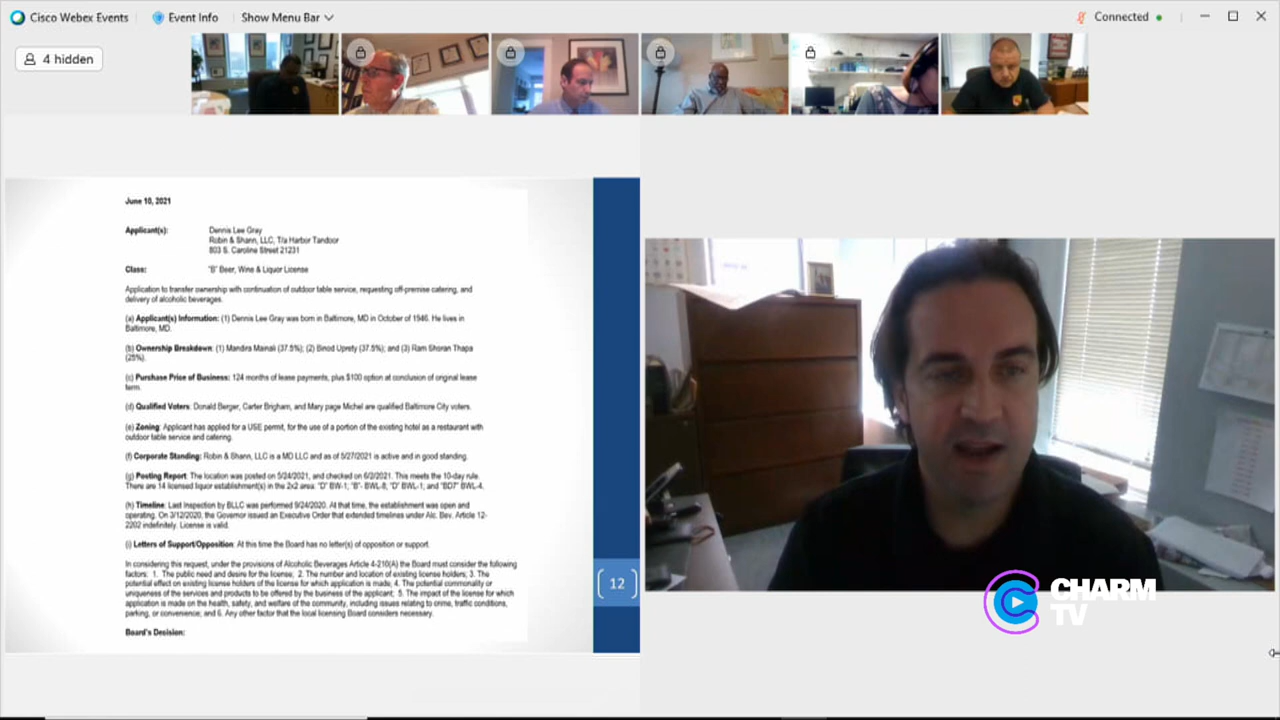 Cisco Webex Events
Event Info
Show Menu Bar
Connected
4 hidden
June 10, 2021
Applicant(s): Dennis Lee Gray
Robin & Shann, LLC, T/a Harbor Tandoor
803 S. Caroline Street 21231
Class: "B" Beer, Wine & Liquor License
Application to transfer ownership with continuation of outdoor table service, requesting off-premise catering, and
delivery of alcoholic beverages.
(a) Applicant(s) Information: (1) Dennis Lee Gray was born in Baltimore, MD in October of 1946. He lives in
Baltimore, MD.
(b) Ownership Breakdown: (1) Mandira Mainali (37.5%); (2) Binod Uprety (37.5%); and (3) Ram Shoran Thapa
(25%).
(c) Purchase Price of Business: 124 months of lease payments, plus $100 option at conclusion of original lease
term.
(d) Qualified Voters: Donald Berger, Carter Brigham, and Mary page Michel are qualified Baltimore City voters.
(e) Zoning: Applicant has applied for a USE permit, for the use of a portion of the existing hotel as a restaurant with
outdoor table service and catering.
(f) Corporate Standing: Robin & Shann, LLC is a MD LLC and as of 5/27/2021 is active and in good standing.
(g) Posting Report: The location was posted on 5/24/2021, and checked on 6/2/2021. This meets the 10-day rule.
There are 14 licensed liquor establishment(s) in the 2x2 area: "D" BW-1; "B"- BWL-8; "D" BWL-1; and "BD7" BWL-4.
(h) Timeline: Last Inspection by BLLC was performed 9/24/2020. At that time, the establishment was open and
operating. On 3/12/2020, the Governor issued an Executive Order that extended timelines under Alc. Bev. Article 12-
2202 indefinitely. License is valid.
(i) Letters of Support/Opposition: At this time the Board has no letter(s) of opposition or support.
In considering this request, under the provisions of Alcoholic Beverages Article 4-210(A) the Board must consider the following
factors: 1. The public need and desire for the license; 2. The number and location of existing license holders; 3. The
potential effect on existing license holders of the license for which application is made; 4. The potential commonality or
uniqueness of the services and products to be offered by the business of the applicant; 5. The impact of the license for which
application is made on the health, safety, and welfare of the community, including issues relating to crime, traffic conditions,
parking, or convenience; and 6. Any other factor that the local licensing Board considers necessary.
Board's Decision:
12
CHARM
TV